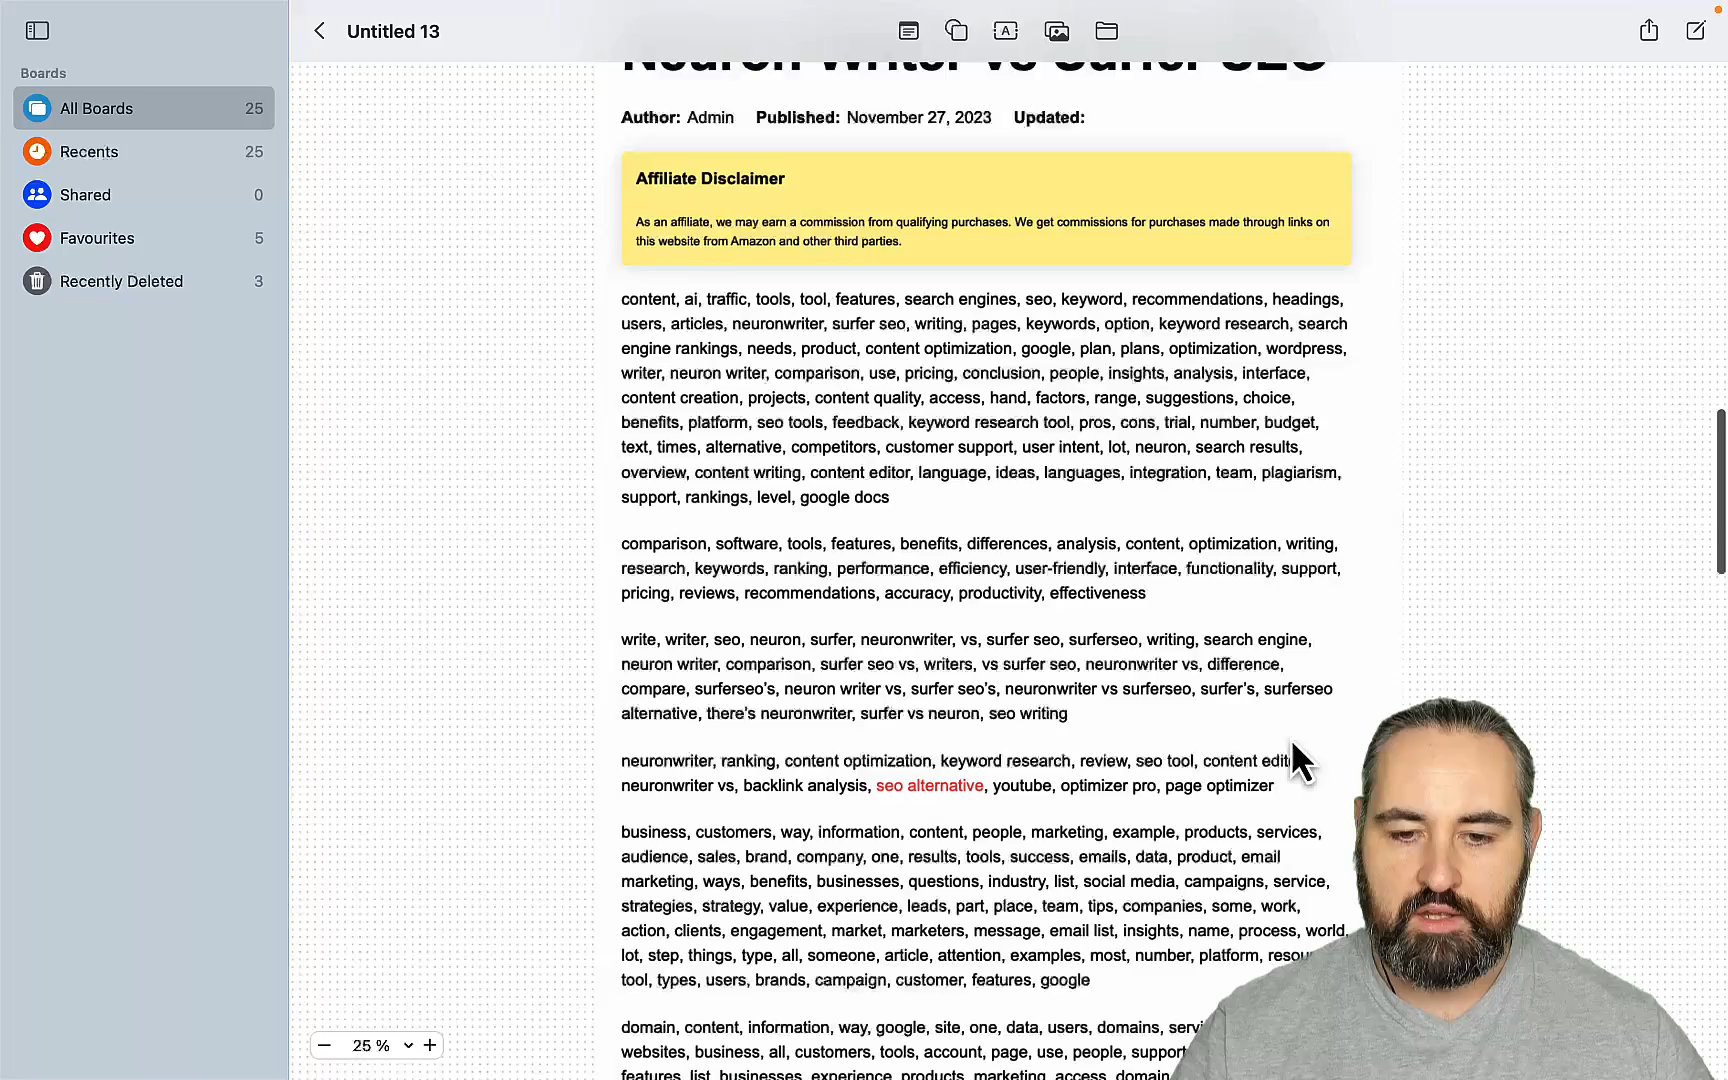 Untitled 13
Boards
All Boards 25
Recents 25
Shared 0
Favourites 5
Recently Deleted 3
Neuron Writer vs Surfer SEO
Author: Admin Published: November 27, 2023 Updated:
Affiliate Disclaimer
As an affiliate, we may earn a commission from qualifying purchases. We get commissions for purchases made through links on
this website from Amazon and other third parties.
content, ai, traffic, tools, tool, features, search engines, seo, keyword, recommendations, headings,
users, articles, neuronwriter, surfer seo, writing, pages, keywords, option, keyword research, search
engine rankings, needs, product, content optimization, google, plan, plans, optimization, wordpress,
writer, neuron writer, comparison, use, pricing, conclusion, people, insights, analysis, interface,
content creation, projects, content quality, access, hand, factors, range, suggestions, choice,
benefits, platform, seo tools, feedback, keyword research tool, pros, cons, trial, number, budget,
text, times, alternative, competitors, customer support, user intent, lot, neuron, search results,
overview, content writing, content editor, language, ideas, languages, integration, team, plagiarism,
support, rankings, level, google docs
comparison, software, tools, features, benefits, differences, analysis, content, optimization, writing,
research, keywords, ranking, performance, efficiency, user-friendly, interface, functionality, support,
pricing, reviews, recommendations, accuracy, productivity, effectiveness
write, writer, seo, neuron, surfer, neuronwriter, vs, surfer seo, surferseo, writing, search engine,
neuron writer, comparison, surfer seo vs, writers, vs surfer seo, neuronwriter vs, difference,
compare, surferseo’s, neuron writer vs, surfer seo’s, neuronwriter vs surferseo, surfer’s, surferseo
alternative, there’s neuronwriter, surfer vs neuron, seo writing
neuronwriter, ranking, content optimization, keyword research, review, seo tool, content
neuronwriter vs, backlink analysis, seo alternative, youtube, optimizer pro, page optimizer
business, customers, way, information, content, people, marketing, example, products, services,
audience, sales, brand, company, one, results, tools, success, emails, data, product, email
marketing, ways, benefits, businesses, questions, industry, list, social media, campaigns, service,
strategies, strategy, value, experience, leads, part, place, team, tips, companies, some, work,
action, clients, engagement, market, marketers, message, email list, insights, name, process, world,
lot, step, things, type, all, someone, article, attention, examples, most, number, platform,
tool, types, users, brands, campaign, customer, features, google
domain, content, information, way, google, site, one, data, users, domains,
websites, business, all, customers, tools, account, page, use, people, support
features, list, businesses, experience, products, marketing, access, domain
25 %